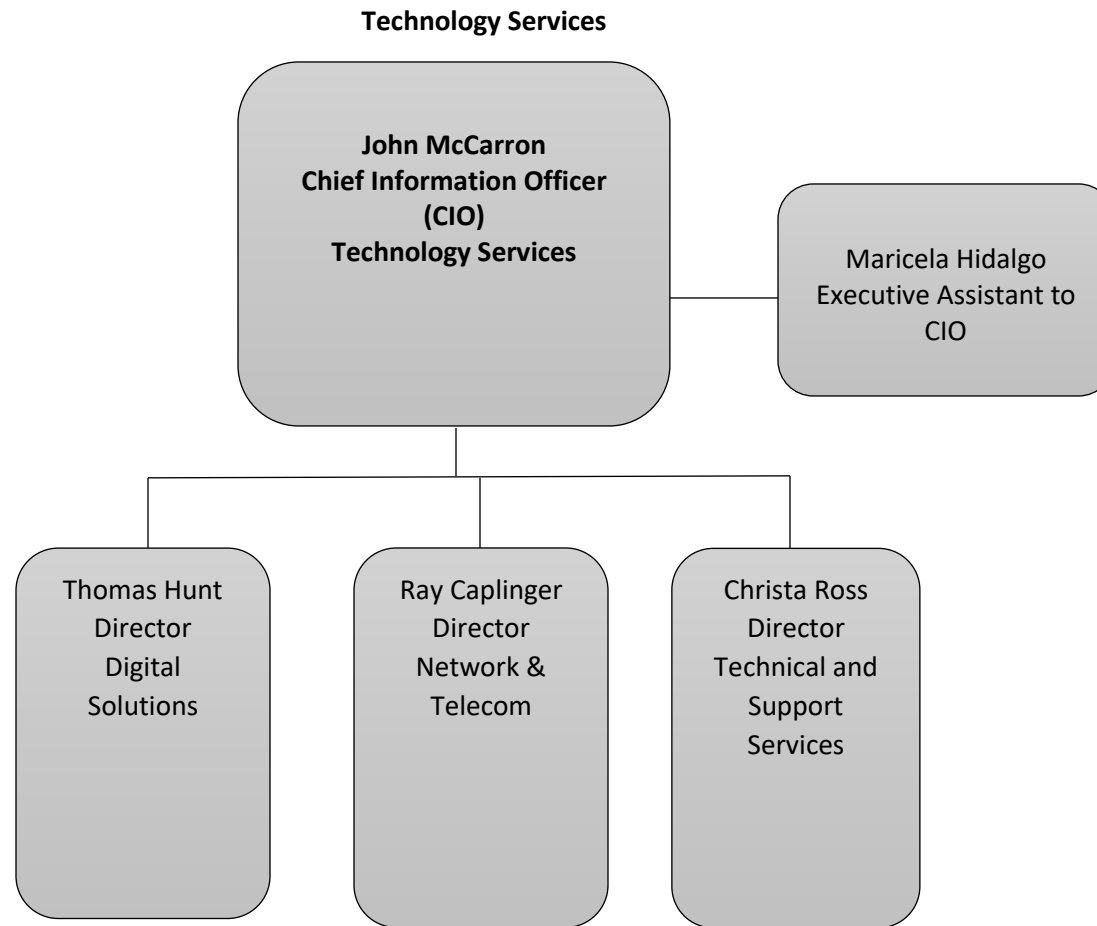 Technology Services
John McCarron
Chief Information Officer
(CIO)
Technology Services
Maricela Hidalgo
Executive Assistant to
CIO
Thomas Hunt
Director
Digital
Solutions
Ray Caplinger
Director
Network &
Telecom
Christa Ross
Director
Technical and
Support
Services